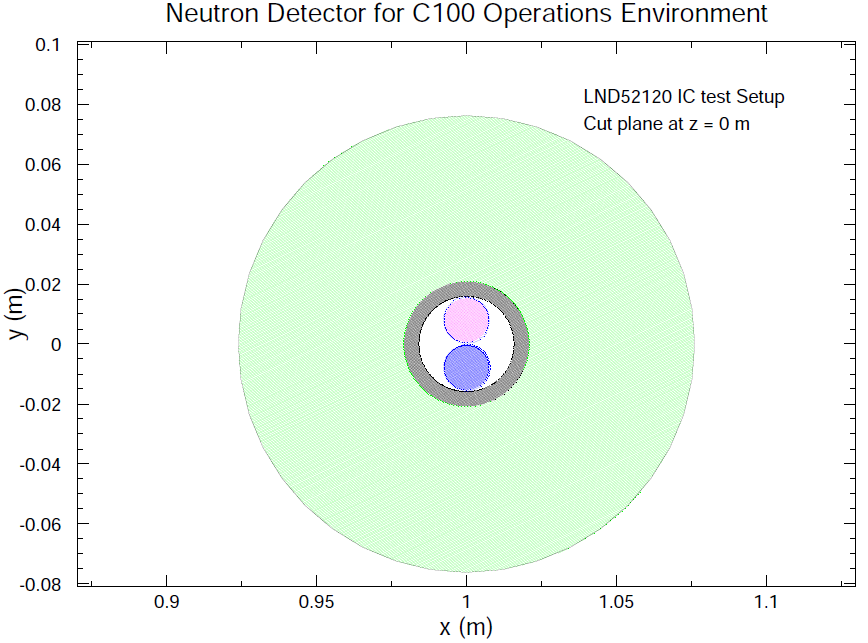 Neutron Detector for C100 Operations Environment
LND52120 IC test Setup
Cut plane at z = 0 m
y (m)
0.1
0.08
0.06
0.04
0.02
0
-0.02
-0.04
-0.06
-0.08
0.9 0.95 1 1.05 1.1
x (m)